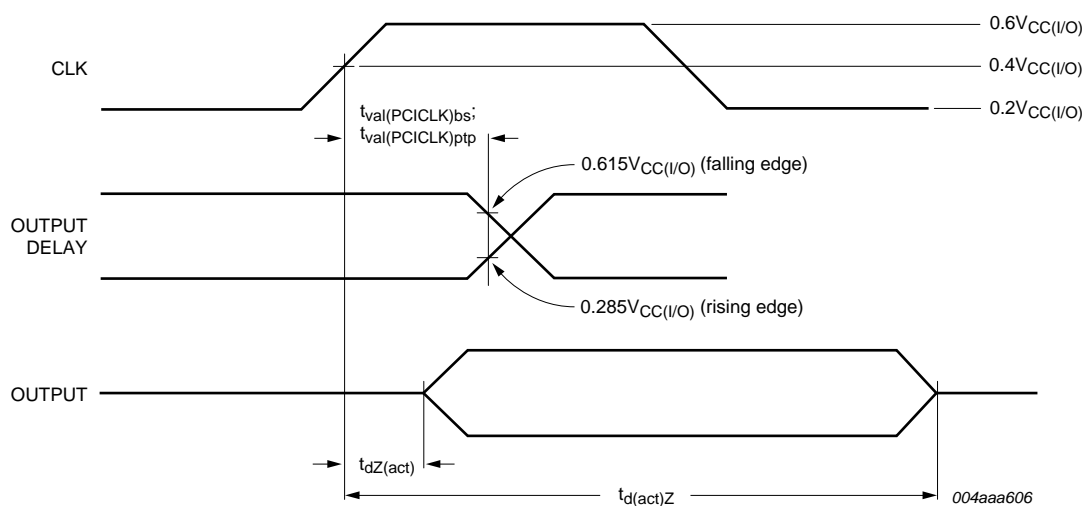 0.6VCC(I/O)
CLK
0.4VCC(I/O)
0.2VCC(I/O)
tval(PCICLK)bs;
tval(PCICLK)ptp
0.615VCC(I/O) (falling edge)
OUTPUT
DELAY
0.285VCC(I/O) (rising edge)
OUTPUT
tdZ(act)
td(act)Z
004aaa606